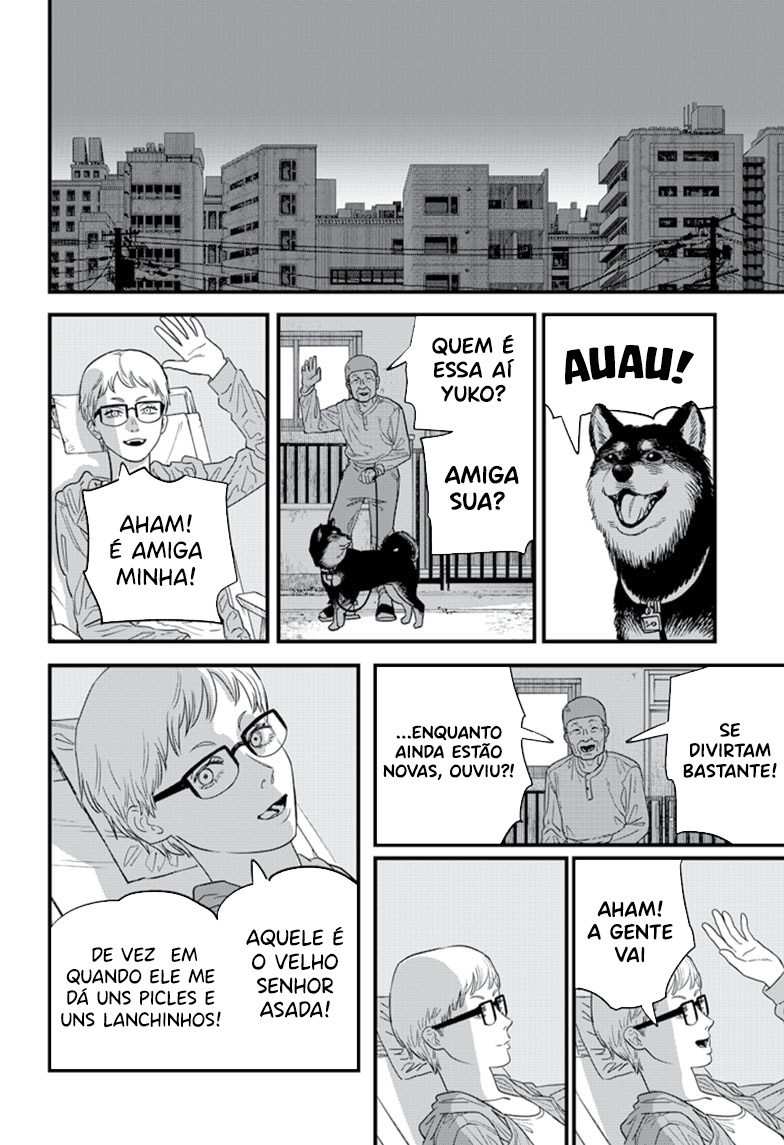 AUAU!
QUEM É
ESSA AÍ
YUKO?
AMIGA
SUA?
AHAM!
É AMIGA
MINHA!
SE
DIVIRTAM
BASTANTE!
...ENQUANTO
AINDA ESTÃO
NOVAS, OUVIU?!
AHAM!
A GENTE
VAI
AQUELE É
O VELHO
SENHOR
ASADA!
DE VEZ EM
QUANDO ELE ME
DÁ UNS PICLES E
UNS LANCHINHOS!